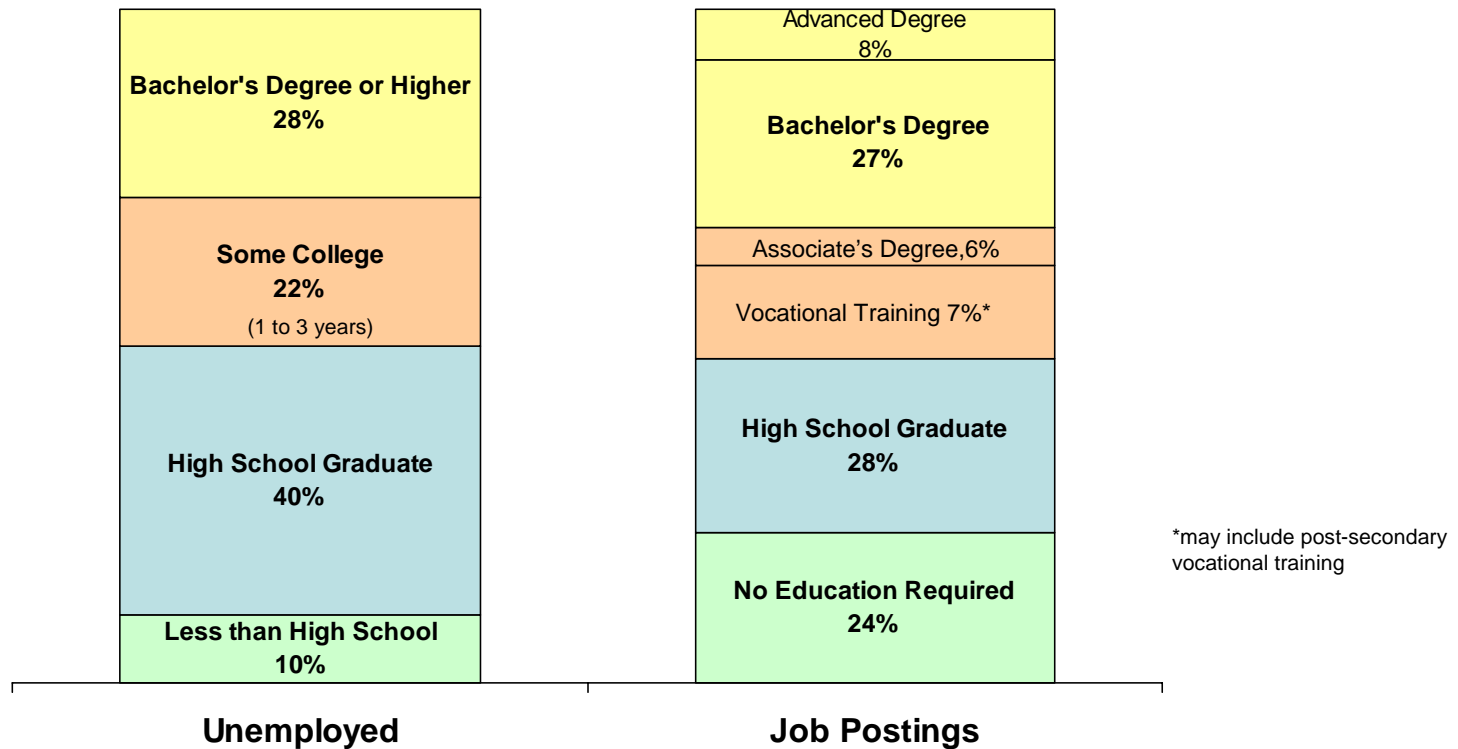 Bachelor's Degree or Higher
28%
Some College
22%
(1 to 3 years)
High School Graduate
40%
Less than High School
10%
Unemployed
Advanced Degree
8%
Bachelor's Degree
27%
Associate’s Degree,6%
Vocational Training 7%*
High School Graduate
28%
No Education Required
24%
Job Postings
*may include post-secondary
vocational training